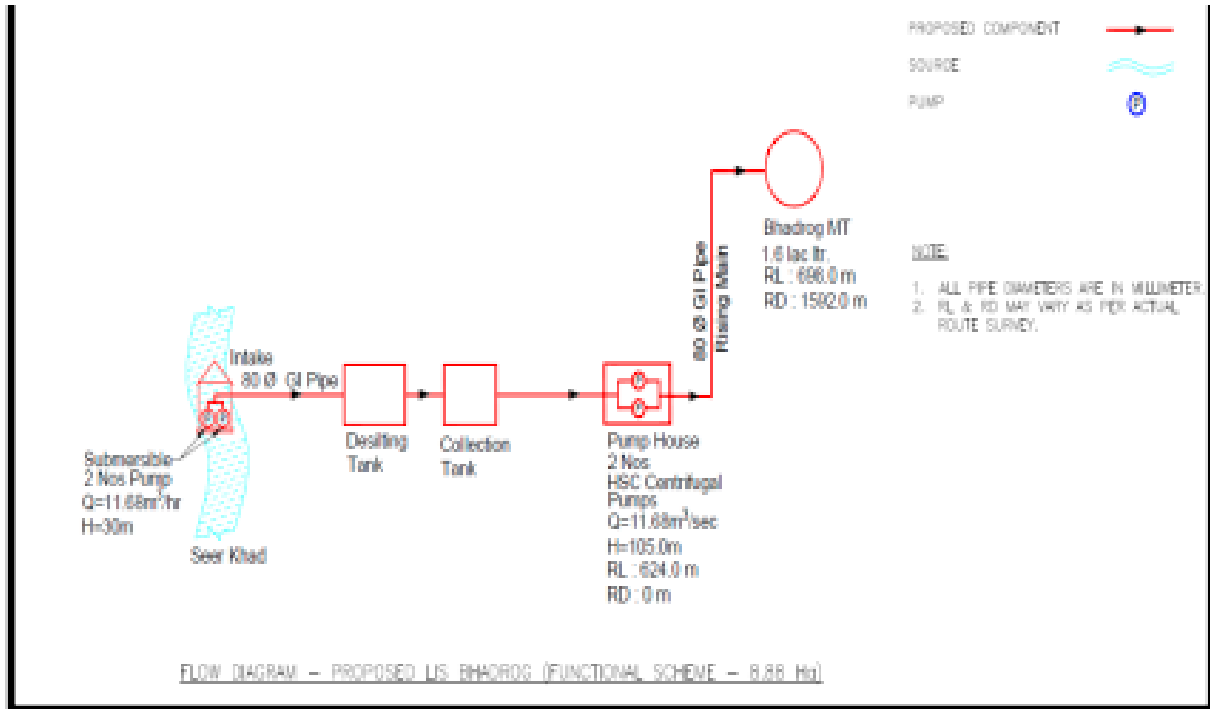 PROPOSED COMPONENT
SOURCE
PUMP
P
Bhadrog MT
1.6 lac ltr.
RL : 696.0 m
RD : 1592.0 m
80 Ø GI Pipe
Rising Main
NOTE:
1. ALL PIPE DIAMETERS ARE IN MILLIMETER.
2. RL & RD MAY VARY AS PER ACTUAL
ROUTE SURVEY.
Intake
80 Ø GI Pipe
P
P
P P
Desilting
Tank
Collection
Tank
Pump House
2 Nos
HSC Centrifugal
Pumps
Q=11.68m³/sec
H=105.0m
RL : 624.0 m
RD : 0 m
Submersible
2 Nos Pump
Q=11.68m³/hr
H=30m
Seer Khad
FLOW DIAGRAM – PROPOSED LIS BHADROG (FUNCTIONAL SCHEME – 8.88 Ha)